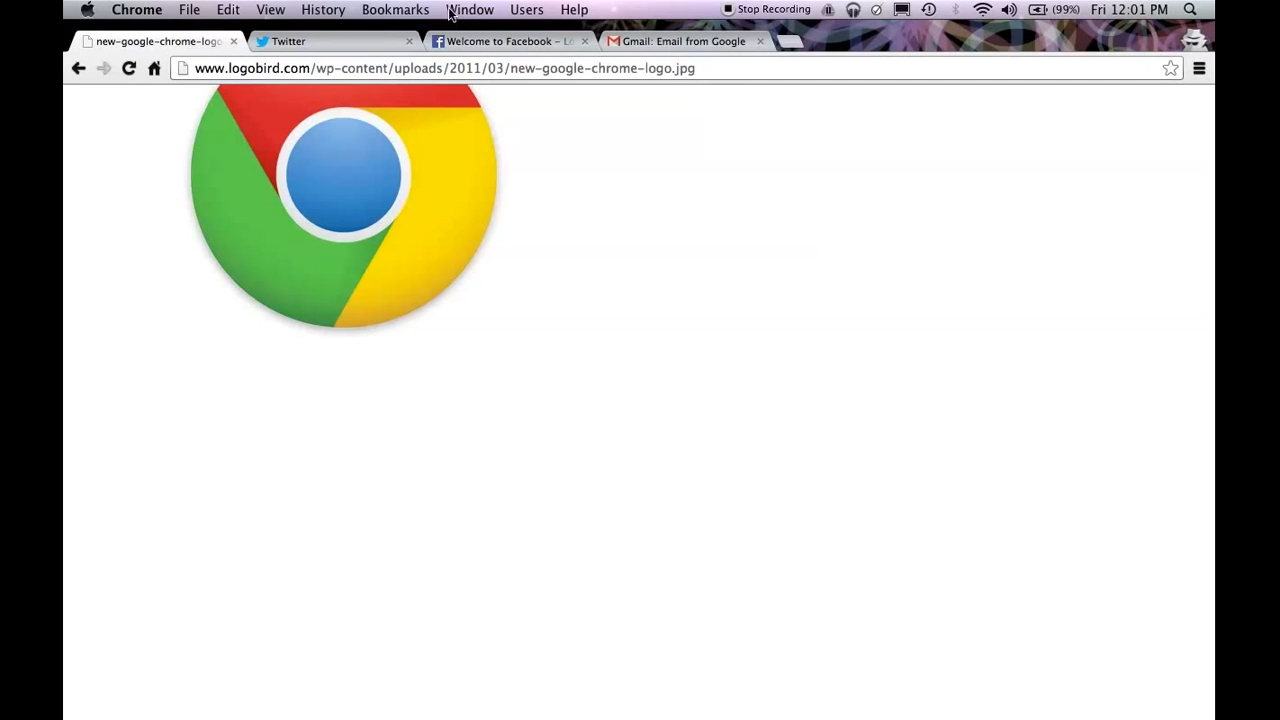 Chrome File Edit View History Bookmarks Window Users Help Stop Recording (99%) Fri 12:01 PM
new-google-chrome-logo Twitter Welcome to Facebook – Lo Gmail: Email from Google
www.logobird.com/wp-content/uploads/2011/03/new-google-chrome-logo.jpg